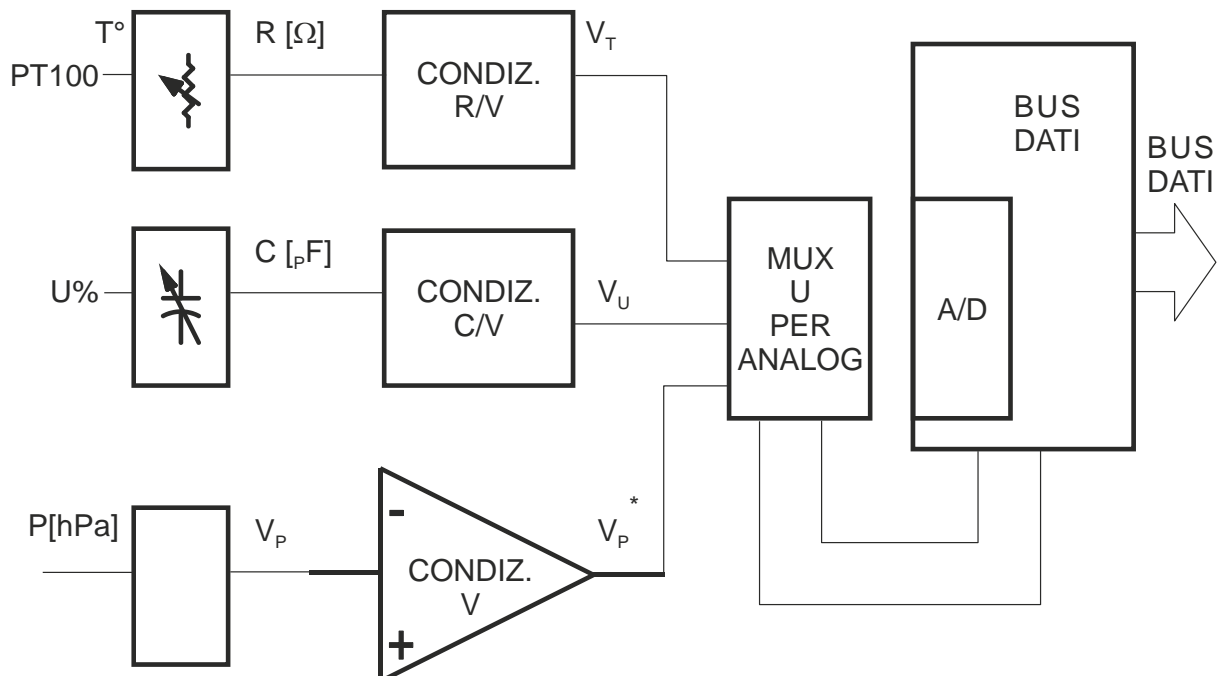 T°
PT100
R [Ω]
CONDIZ.
R/V
V_T
BUS
DATI
BUS
DATI
U%
C [ₚF]
CONDIZ.
C/V
V_U
MUX
U
PER
ANALOG
A/D
P[hPa]
V_P
-
CONDIZ.
V
+
V_P*